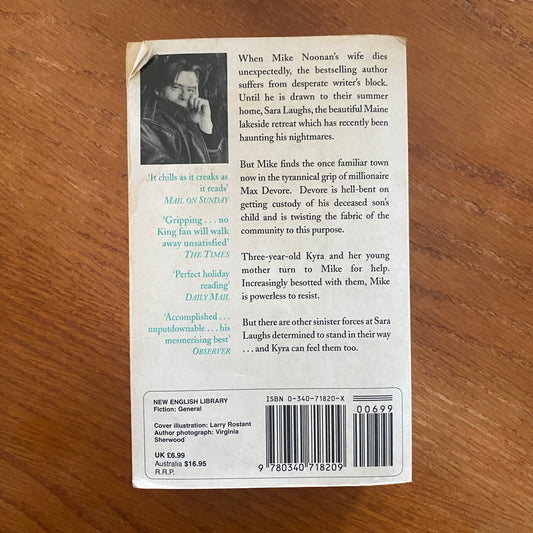 When Mike Noonan's wife dies
unexpectedly, the bestselling author
suffers from desperate writer's block.
Until he is drawn to their summer
home, Sara Laughs, the beautiful Maine
lakeside retreat which has recently been
haunting his nightmares.
But Mike finds the once familiar town
now in the tyrannical grip of millionaire
Max Devore. Devore is hell-bent on
getting custody of his deceased son's
child and is twisting the fabric of the
community to this purpose.
Three-year-old Kyra and her young
mother turn to Mike for help.
Increasingly besotted with them, Mike
is powerless to resist.
But there are other sinister forces at Sara
Laughs determined to stand in their way
. . . and Kyra can feel them too.
'It chills as it creaks as
it reads'
MAIL ON SUNDAY
'Gripping . . . no
King fan will walk
away unsatisfied'
THE TIMES
'Perfect holiday
reading'
DAILY MAIL
'Accomplished . . .
unputdownable . . . his
mesmerising best'
OBSERVER
NEW ENGLISH LIBRARY
Fiction: General
Cover illustration: Larry Rostant
Author photograph: Virginia
Sherwood
UK £6.99
Australia $16.95
R.R.P.
ISBN 0-340-71820-X
00699
9 780340 718209